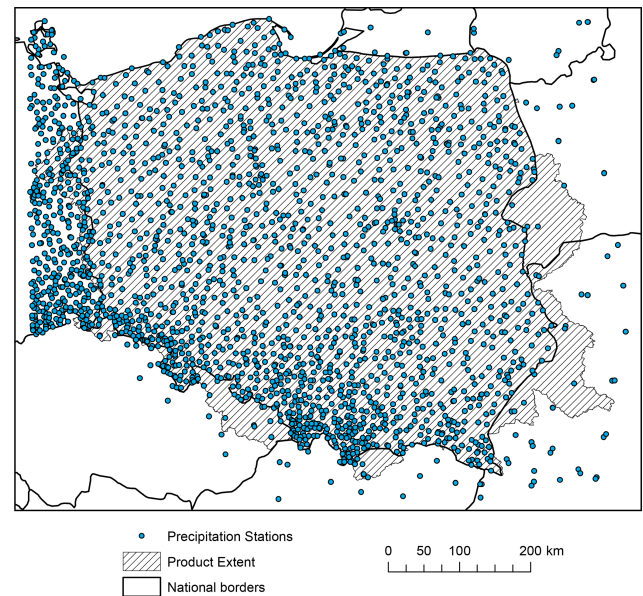 Precipitation Stations
Product Extent
National borders
0 50 100 200 km